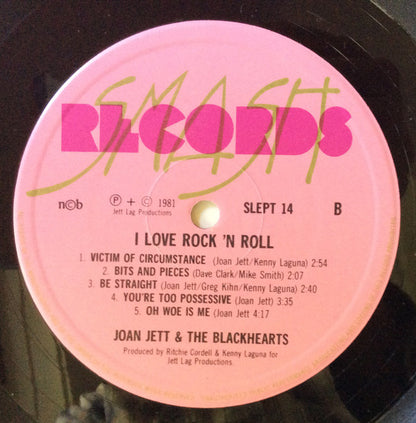 SMASH
RECORDS
n©b
Ⓟ + © 1981
Jeff Lag Productions
SLEPT 14
B
I LOVE ROCK 'N ROLL
1. VICTIM OF CIRCUMSTANCE (Joan Jett/Kenny Laguna) 2:54
2. BITS AND PIECES (Dave Clark/Mike Smith) 2:07
3. BE STRAIGHT (Joan Jett/Greg Kihn/Kenny Laguna) 2:40
4. YOU'RE TOO POSSESSIVE (Joan Jett) 3:35
5. OH WOE IS ME (Joan Jett 4:17
JOAN JETT & THE BLACKHEARTS
Produced by Ritchie Cordell & Kenny Laguna for
Jett Lag Productions.